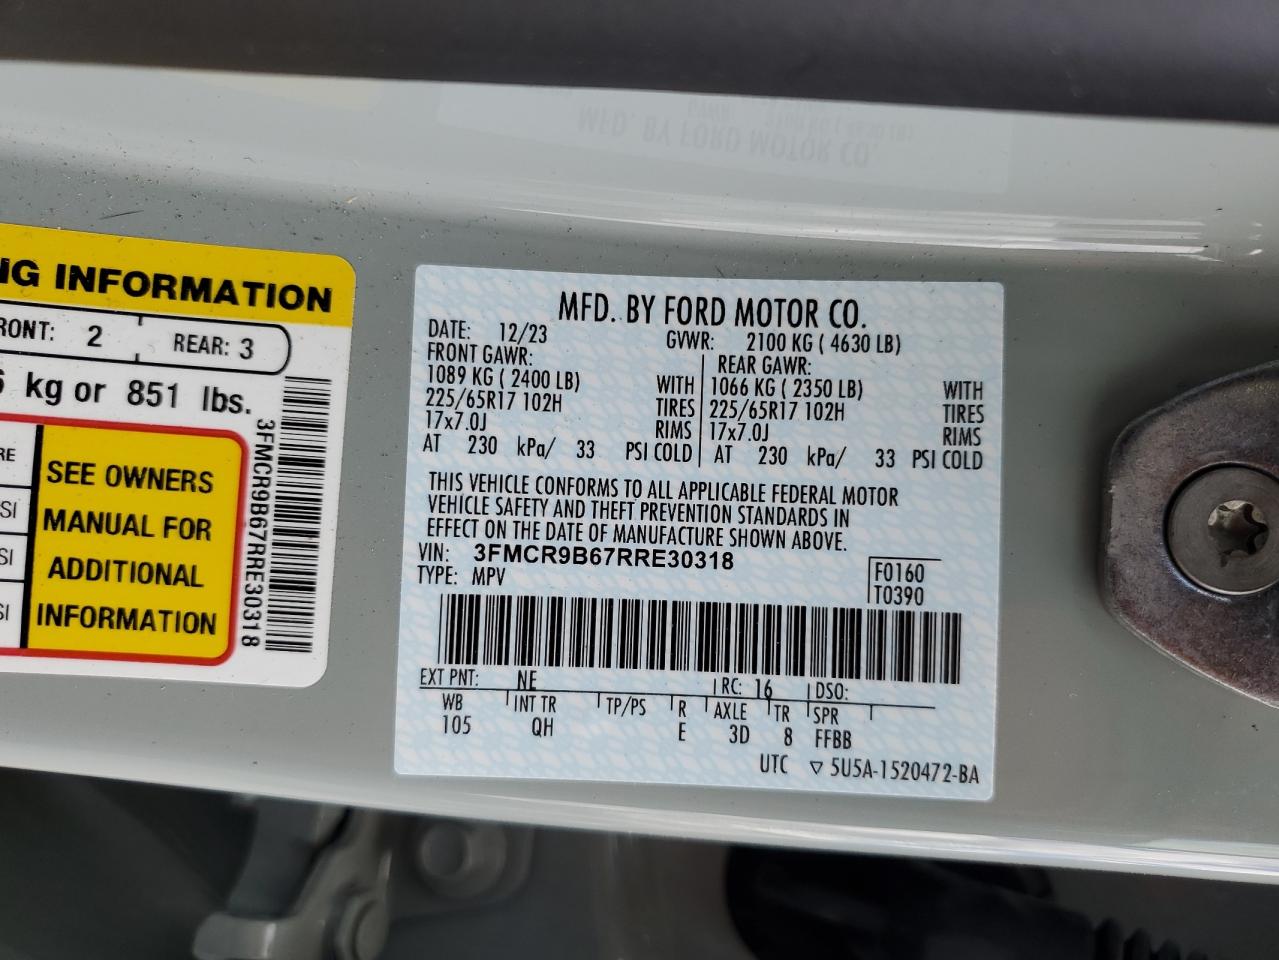 NG INFORMATION
RONT: 2 REAR: 3
kg or 851 lbs.
RE
SI
SI
SI
SEE OWNERS
MANUAL FOR
ADDITIONAL
INFORMATION
3FMCR9B67RRE30318
MFD. BY FORD MOTOR CO.
DATE: 12/23 GVWR: 2100 KG ( 4630 LB)
FRONT GAWR: REAR GAWR:
1089 KG ( 2400 LB) WITH 1066 KG ( 2350 LB) WITH
225/65R17 102H TIRES 225/65R17 102H TIRES
17x7.0J RIMS 17x7.0J RIMS
AT 230 kPa/ 33 PSI COLD AT 230 kPa/ 33 PSI COLD
THIS VEHICLE CONFORMS TO ALL APPLICABLE FEDERAL MOTOR
VEHICLE SAFETY AND THEFT PREVENTION STANDARDS IN
EFFECT ON THE DATE OF MANUFACTURE SHOWN ABOVE.
VIN: 3FMCR9B67RRE30318
TYPE: MPV
F0160
T0390
EXT PNT: NE RC: 16 DSO:
WB INT TR TP/PS R AXLE TR SPR
105 QH E 3D 8 FFBB
UTC ▽ 5U5A-1520472-BA